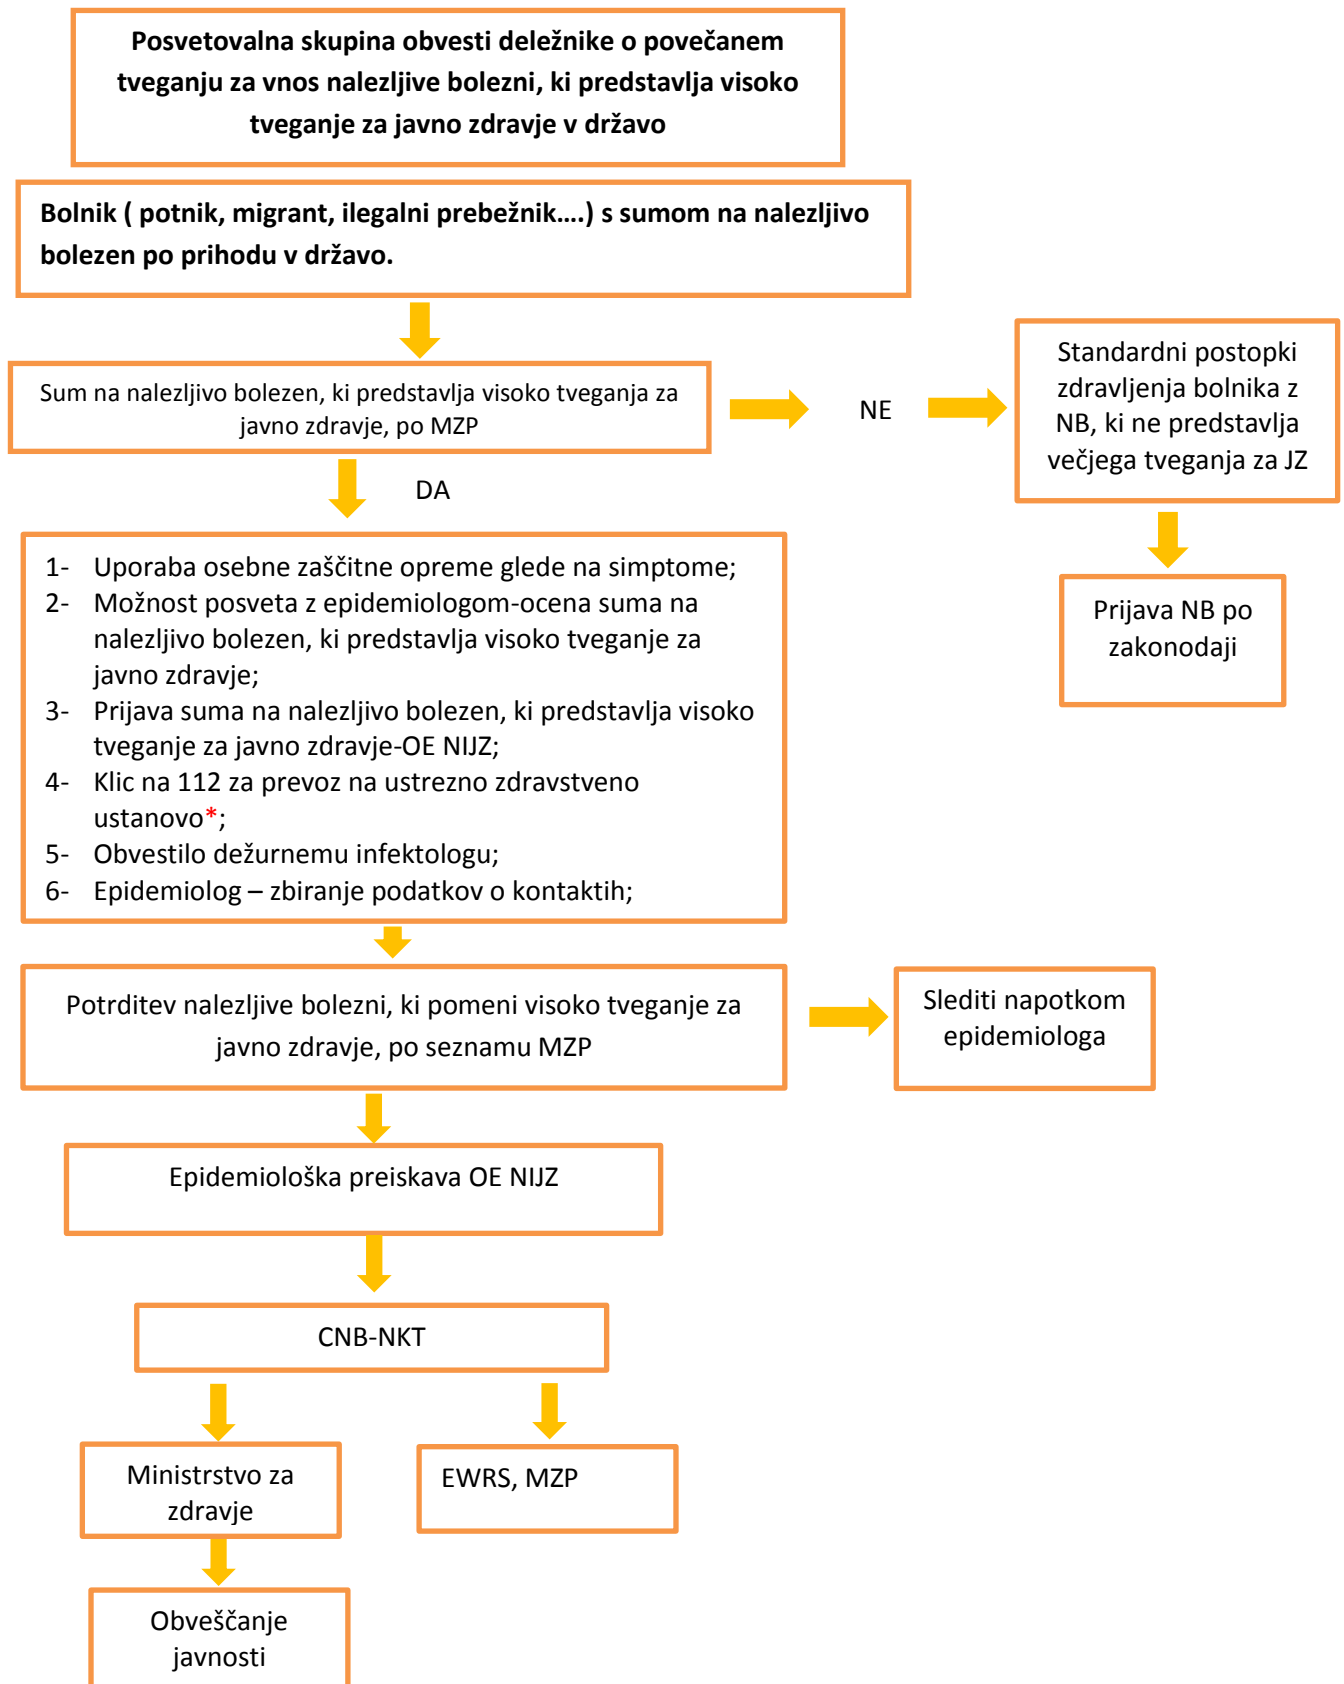 Posvetovalna skupina obvesti deležnike o povečanem
tveganju za vnos nalezljive bolezni, ki predstavlja visoko
tveganje za javno zdravje v državo
Bolnik ( potnik, migrant, ilegalni prebežnik….) s sumom na nalezljivo
bolezen po prihodu v državo.
Sum na nalezljivo bolezen, ki predstavlja visoko tveganja za
javno zdravje, po MZP
NE
Standardni postopki
zdravljenja bolnika z
NB, ki ne predstavlja
večjega tveganja za JZ
DA
Prijava NB po
zakonodaji
1- Uporaba osebne zaščitne opreme glede na simptome;
2- Možnost posveta z epidemiologom-ocena suma na
nalezljivo bolezen, ki predstavlja visoko tveganje za
javno zdravje;
3- Prijava suma na nalezljivo bolezen, ki predstavlja visoko
tveganje za javno zdravje-OE NIJZ;
4- Klic na 112 za prevoz na ustrezno zdravstveno
ustanovo*;
5- Obvestilo dežurnemu infektologu;
6- Epidemiolog – zbiranje podatkov o kontaktih;
Potrditev nalezljive bolezni, ki pomeni visoko tveganje za
javno zdravje, po seznamu MZP
Slediti napotkom
epidemiologa
Epidemiološka preiskava OE NIJZ
CNB-NKT
Ministrstvo za
zdravje
EWRS, MZP
Obveščanje
javnosti